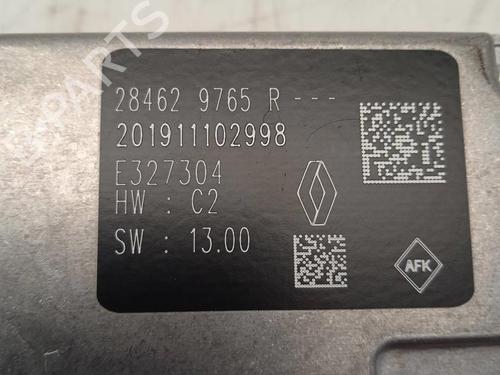 28462 9765 R ---
201911102998
E327304
HW : C2
SW : 13.00
AFK